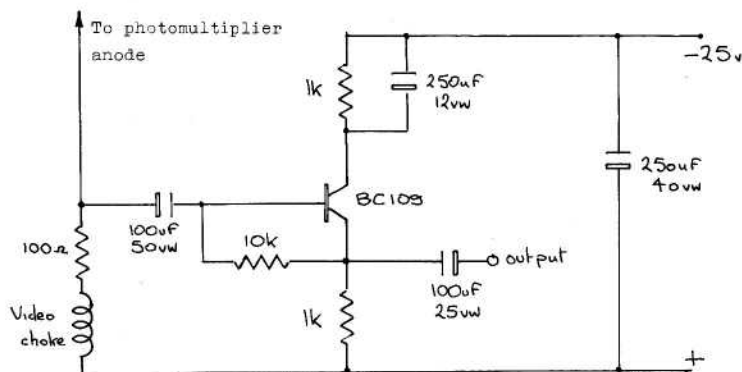 To photomultiplier
anode
-25v
1k
250uF
12vw
250uF
40vw
BC109
100uF
50vw
100Ω
10k
output
100uF
25vw
Video
choke
1k
+